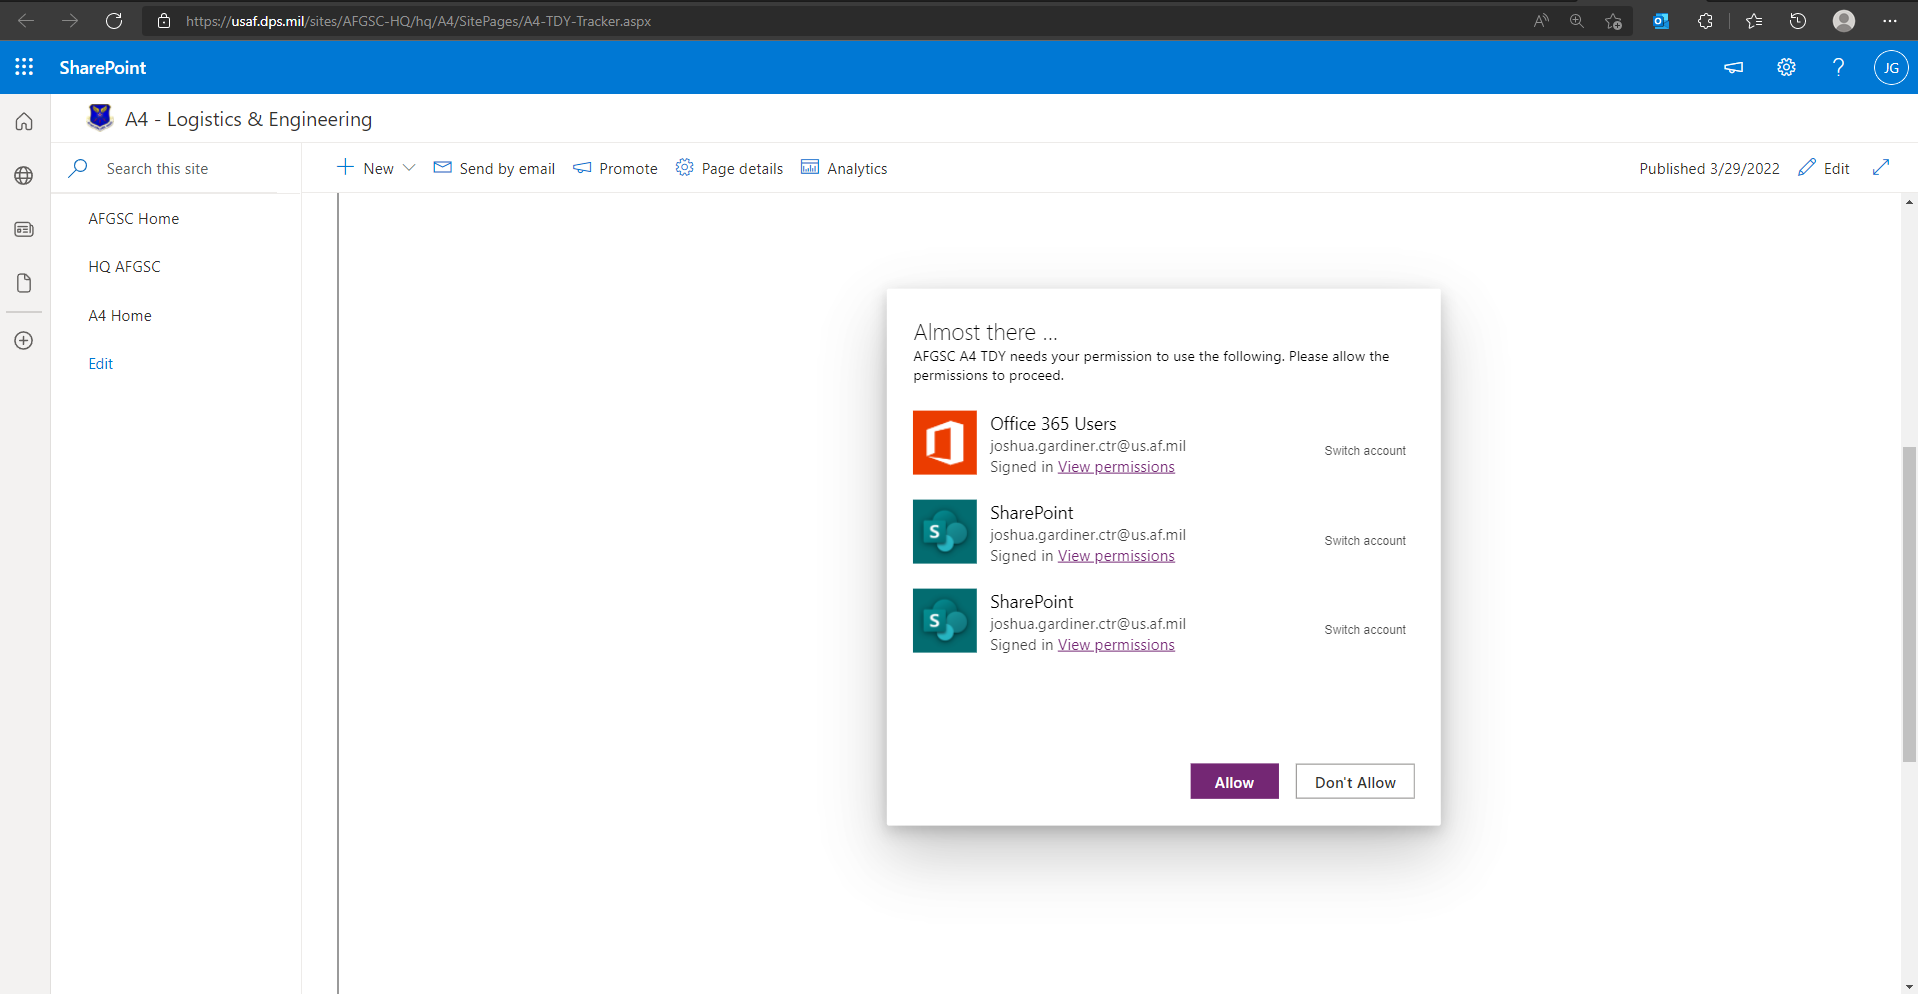 https://usaf.dps.mil/sites/AFGSC-HQ/hq/A4/SitePages/A4-TDY-Tracker.aspx
SharePoint
JG
A4 - Logistics & Engineering
Search this site
New
Send by email
Promote
Page details
Analytics
Published 3/29/2022
Edit
AFGSC Home
HQ AFGSC
A4 Home
Edit
Almost there ...
AFGSC A4 TDY needs your permission to use the following. Please allow the
permissions to proceed.
Office 365 Users
joshua.gardiner.ctr@us.af.mil
Signed in View permissions
Switch account
S
SharePoint
joshua.gardiner.ctr@us.af.mil
Signed in View permissions
Switch account
S
SharePoint
joshua.gardiner.ctr@us.af.mil
Signed in View permissions
Switch account
Allow
Don't Allow